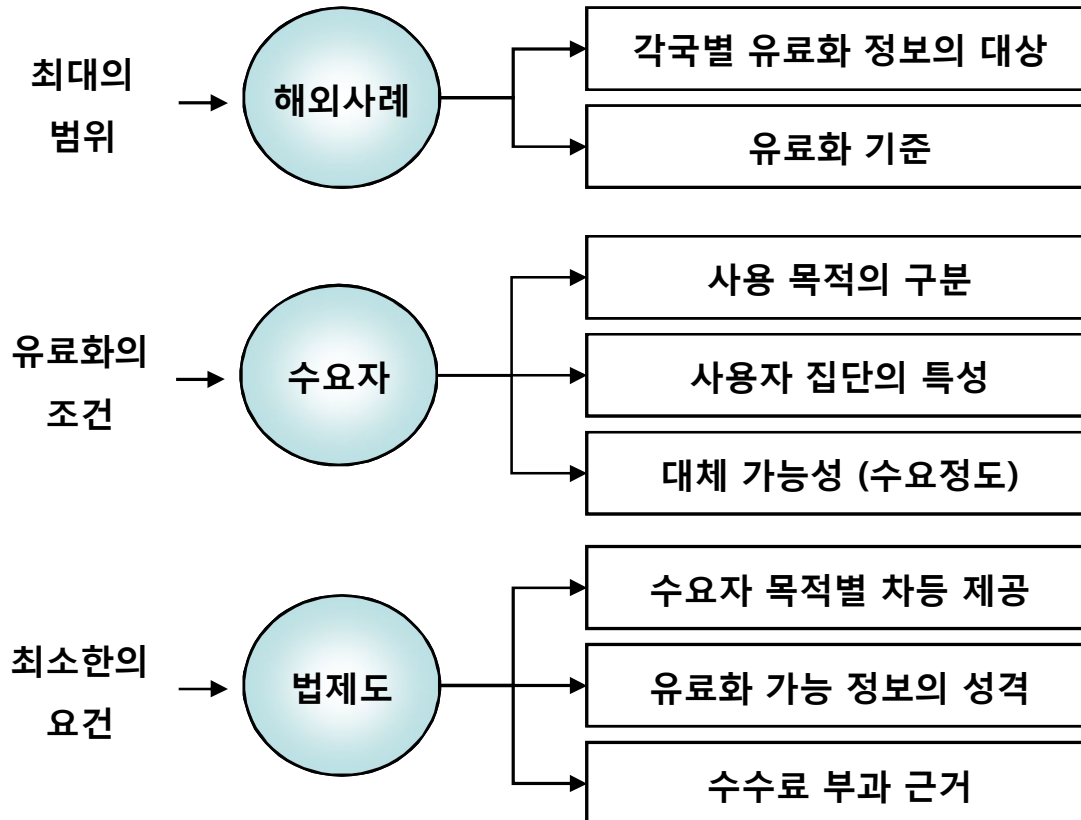 최대의
범위
해외사례
각국별 유료화 정보의 대상
유료화 기준
유료화의
조건
수요자
사용 목적의 구분
사용자 집단의 특성
대체 가능성 (수요정도)
최소한의
요건
법제도
수요자 목적별 차등 제공
유료화 가능 정보의 성격
수수료 부과 근거